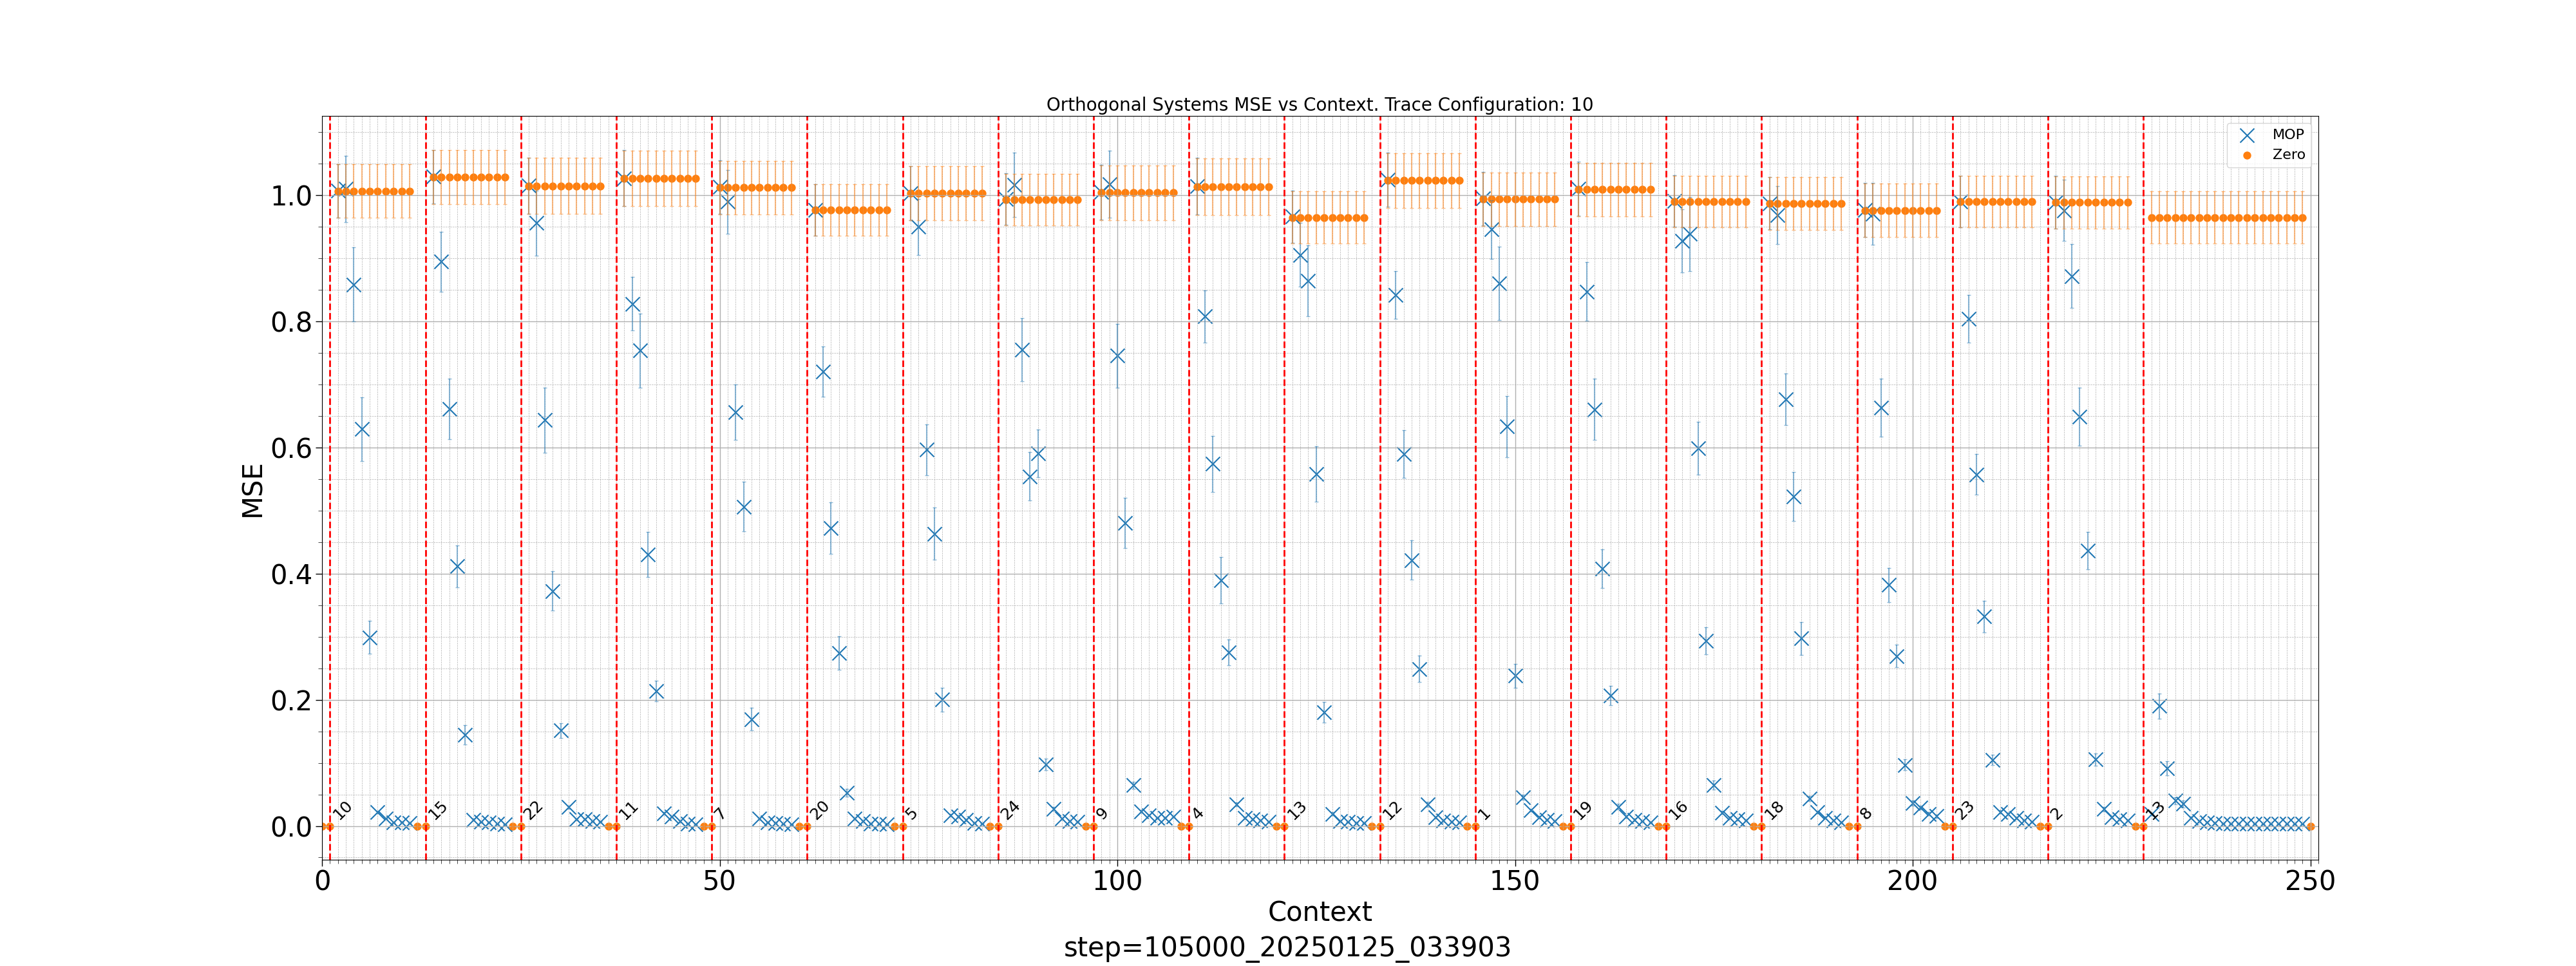 Orthogonal Systems MSE vs Context. Trace Configuration: 10
MOP
Zero
MSE
1.0
0.8
0.6
0.4
0.2
0.0
10 15 22 11 7 20 5 24 9 4 13 12 1 19 16 18 8 23 2 13
0 50 100 150 200 250
Context
step=105000_20250125_033903